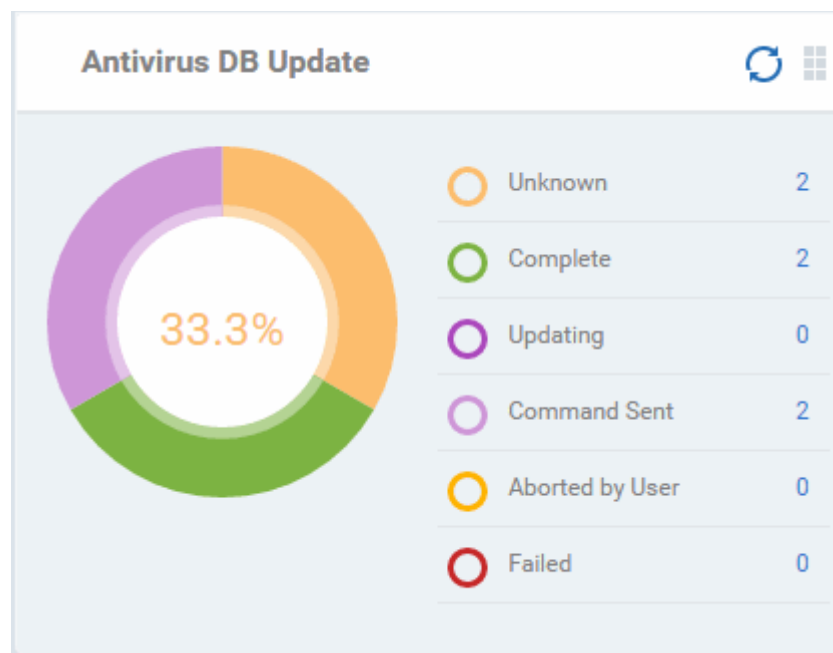 Antivirus DB Update
33.3%
Unknown 2
Complete 2
Updating 0
Command Sent 2
Aborted by User 0
Failed 0